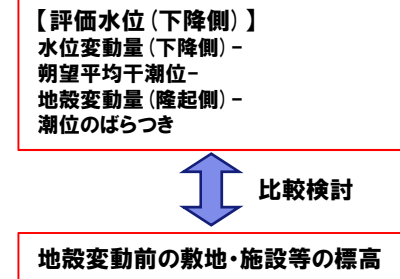 【評価水位(下降側)】
水位変動量(下降側)-
朔望平均干潮位-
地殻変動量(隆起側)-
潮位のばらつき
比較検討
地殻変動前の敷地・施設等の標高